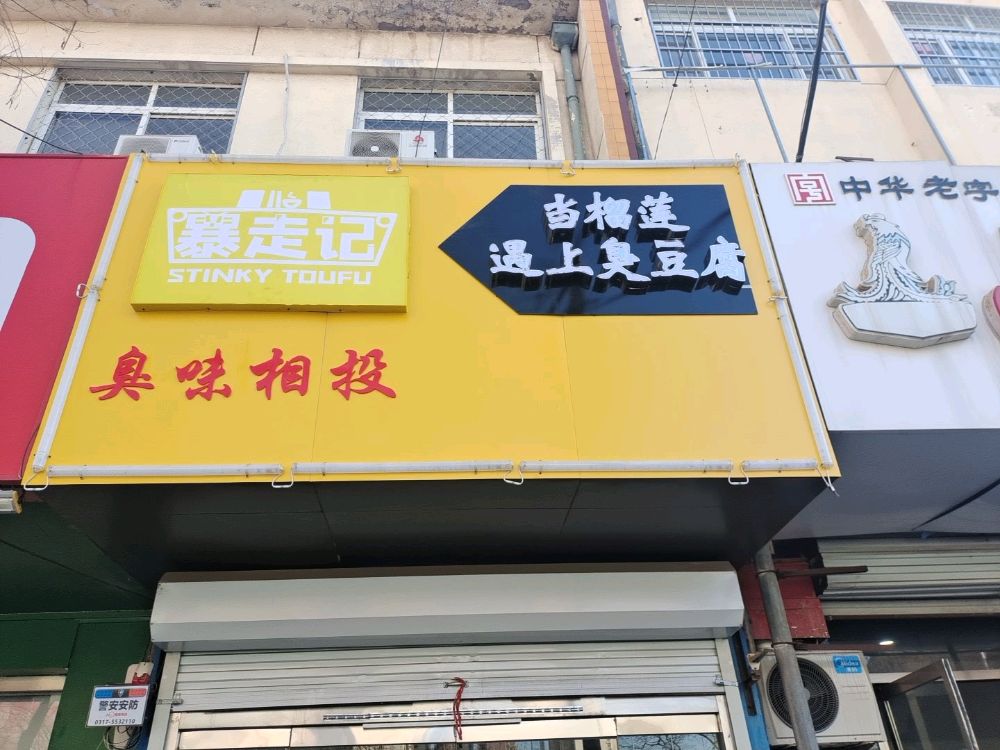 暴走记
STINKY TOUFU
当榴莲
遇上臭豆腐
臭味相投
中华老字
警安安防
0317-5532110
Midea